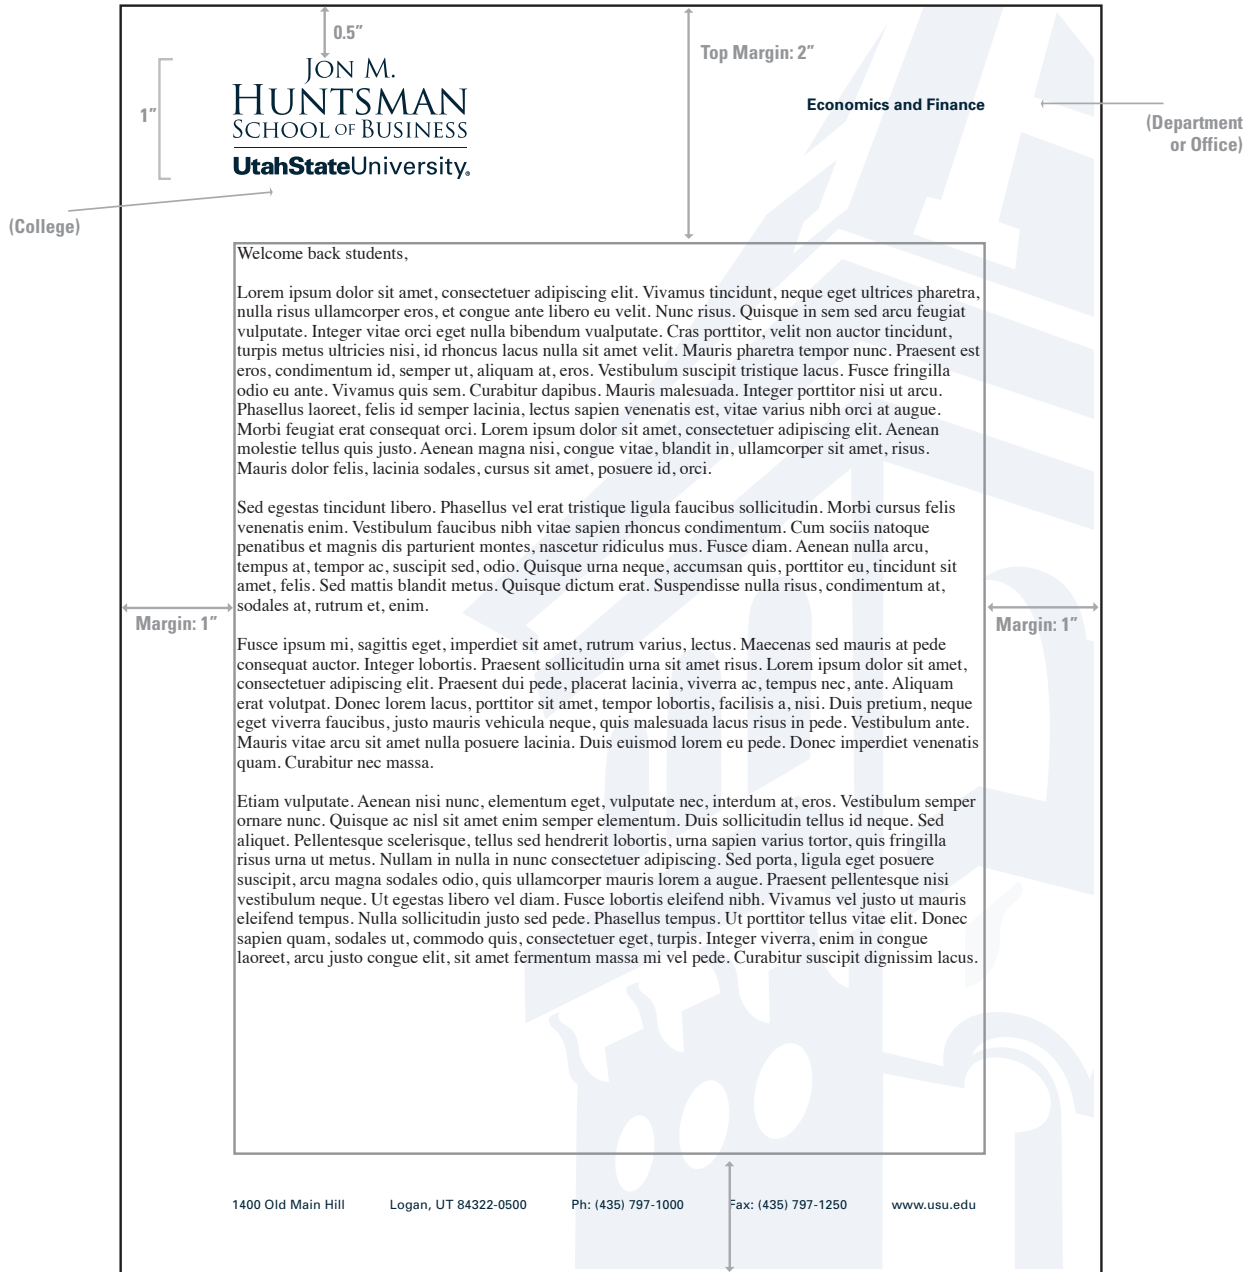 0.5"
Top Margin: 2"
1"
JON M.
HUNTSMAN
SCHOOL OF BUSINESS
UtahStateUniversity®
Economics and Finance
(Department
or Office)
(College)
Welcome back students,
Lorem ipsum dolor sit amet, consectetuer adipiscing elit. Vivamus tincidunt, neque eget ultrices pharetra,
nulla risus ullamcorper eros, et congue ante libero eu velit. Nunc risus. Quisque in sem sed arcu feugiat
vulputate. Integer vitae orci eget nulla bibendum vualputate. Cras porttitor, velit non auctor tincidunt,
turpis metus ultricies nisi, id rhoncus lacus nulla sit amet velit. Mauris pharetra tempor nunc. Praesent est
eros, condimentum id, semper ut, aliquam at, eros. Vestibulum suscipit tristique lacus. Fusce fringilla
odio eu ante. Vivamus quis sem. Curabitur dapibus. Mauris malesuada. Integer porttitor nisi ut arcu.
Phasellus laoreet, felis id semper lacinia, lectus sapien venenatis est, vitae varius nibh orci at augue.
Morbi feugiat erat consequat orci. Lorem ipsum dolor sit amet, consectetuer adipiscing elit. Aenean
molestie tellus quis justo. Aenean magna nisi, congue vitae, blandit in, ullamcorper sit amet, risus.
Mauris dolor felis, lacinia sodales, cursus sit amet, posuere id, orci.
Sed egestas tincidunt libero. Phasellus vel erat tristique ligula faucibus sollicitudin. Morbi cursus felis
venenatis enim. Vestibulum faucibus nibh vitae sapien rhoncus condimentum. Cum sociis natoque
penatibus et magnis dis parturient montes, nascetur ridiculus mus. Fusce diam. Aenean nulla arcu,
tempus at, tempor ac, suscipit sed, odio. Quisque urna neque, accumsan quis, porttitor eu, tincidunt sit
amet, felis. Sed mattis blandit metus. Quisque dictum erat. Suspendisse nulla risus, condimentum at,
sodales at, rutrum et, enim.
Margin: 1"
Margin: 1"
Fusce ipsum mi, sagittis eget, imperdiet sit amet, rutrum varius, lectus. Maecenas sed mauris at pede
consequat auctor. Integer lobortis. Praesent sollicitudin urna sit amet risus. Lorem ipsum dolor sit amet,
consectetuer adipiscing elit. Praesent dui pede, placerat lacinia, viverra ac, tempus nec, ante. Aliquam
erat volutpat. Donec lorem lacus, porttitor sit amet, tempor lobortis, facilisis a, nisi. Duis pretium, neque
eget viverra faucibus, justo mauris vehicula neque, quis malesuada lacus risus in pede. Vestibulum ante.
Mauris vitae arcu sit amet nulla posuere lacinia. Duis euismod lorem eu pede. Donec imperdiet venenatis
quam. Curabitur nec massa.
Etiam vulputate. Aenean nisi nunc, elementum eget, vulputate nec, interdum at, eros. Vestibulum semper
ornare nunc. Quisque ac nisl sit amet enim semper elementum. Duis sollicitudin tellus id neque. Sed
aliquet. Pellentesque scelerisque, tellus sed hendrerit lobortis, urna sapien varius tortor, quis fringilla
risus urna ut metus. Nullam in nulla in nunc consectetuer adipiscing. Sed porta, ligula eget posuere
suscipit, arcu magna sodales odio, quis ullamcorper mauris lorem a augue. Praesent pellentesque nisi
vestibulum neque. Ut egestas libero vel diam. Fusce lobortis eleifend nibh. Vivamus vel justo ut mauris
eleifend tempus. Nulla sollicitudin justo sed pede. Phasellus tempus. Ut porttitor tellus vitae elit. Donec
sapien quam, sodales ut, commodo quis, consectetuer eget, turpis. Integer viverra, enim in congue
laoreet, arcu justo congue elit, sit amet fermentum massa mi vel pede. Curabitur suscipit dignissim lacus.
1400 Old Main Hill Logan, UT 84322-0500 Ph: (435) 797-1000 Fax: (435) 797-1250 www.usu.edu